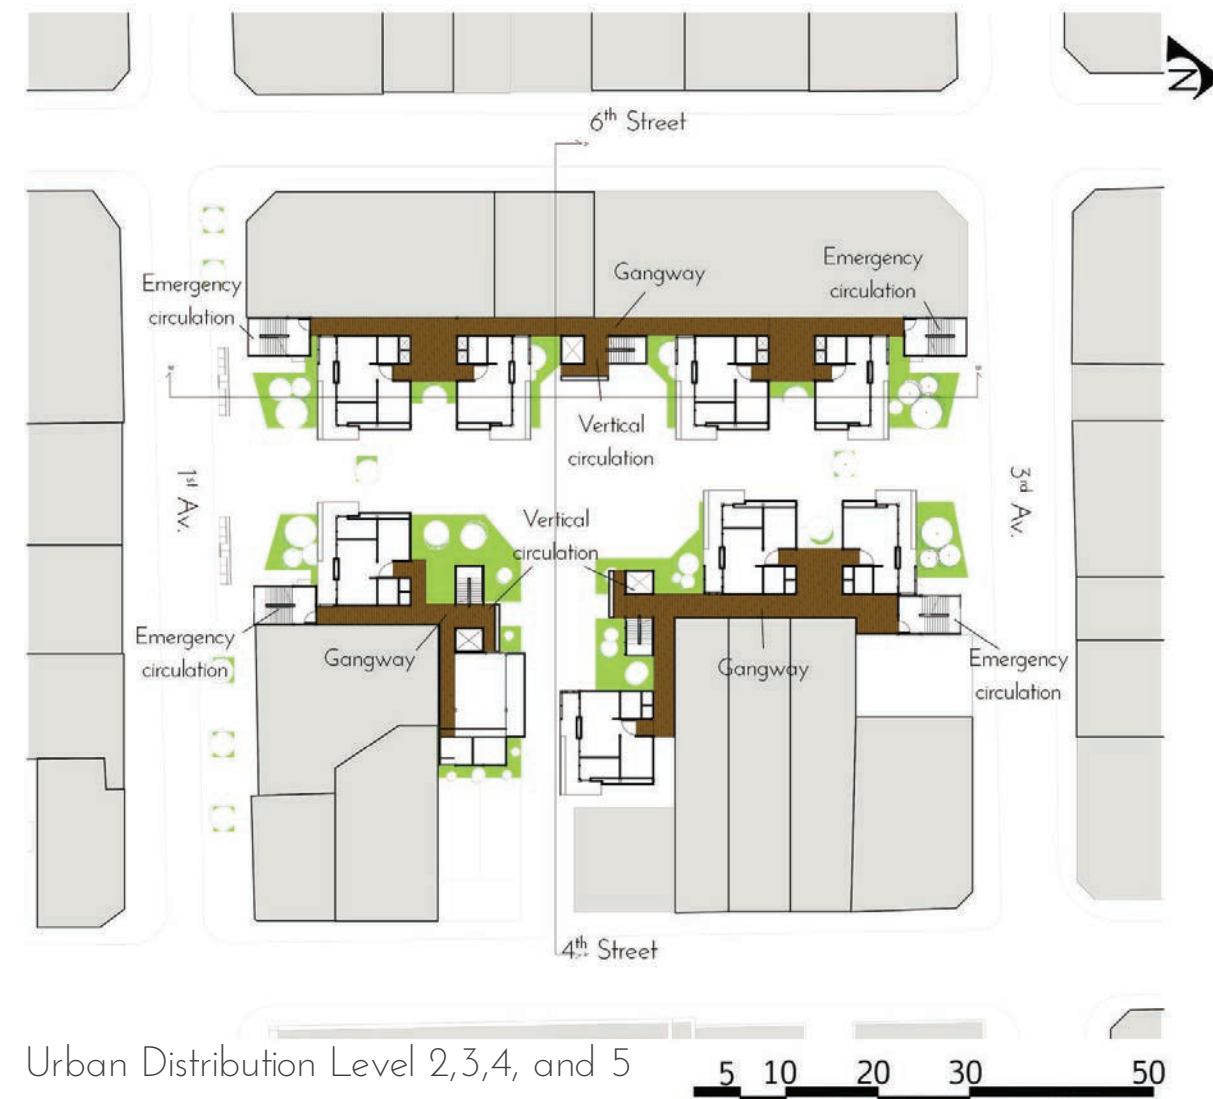 N
6th Street
Gangway
Emergency
circulation
Emergency
circulation
Vertical
circulation
1st Av.
3rd Av.
Vertical
circulation
Emergency
circulation
Gangway
Gangway
Emergency
circulation
4th Street
Urban Distribution Level 2,3,4, and 5
5 10 20 30 50